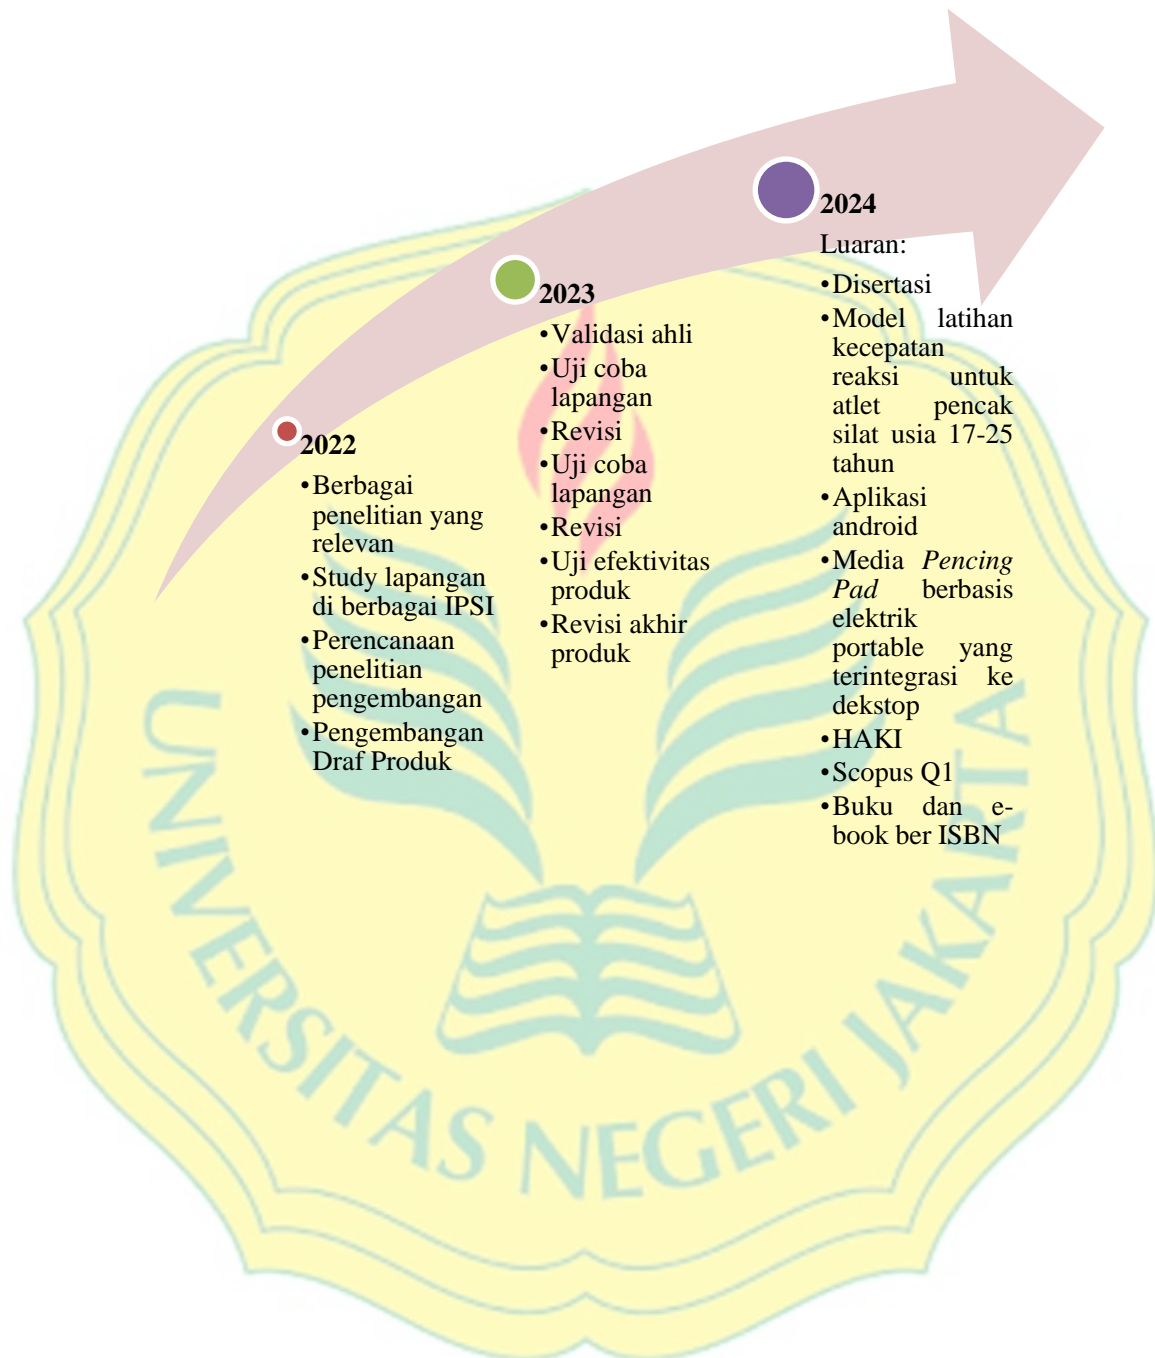 2022
•Berbagai
penelitian yang
relevan
•Study lapangan
di berbagai IPSI
•Perencanaan
penelitian
pengembangan
•Pengembangan
Draf Produk
2023
•Validasi ahli
•Uji coba
lapangan
•Revisi
•Uji coba
lapangan
•Revisi
•Uji efektivitas
produk
•Revisi akhir
produk
2024
Luaran:
•Disertasi
•Model latihan
kecepatan
reaksi untuk
atlet pencak
silat usia 17-25
tahun
•Aplikasi
android
•Media Pencing
Pad berbasis
elektrik
portable yang
terintegrasi ke
dekstop
•HAKI
•Scopus Q1
•Buku dan e-
book ber ISBN
UNIVERSITAS NEGERI JAKARTA